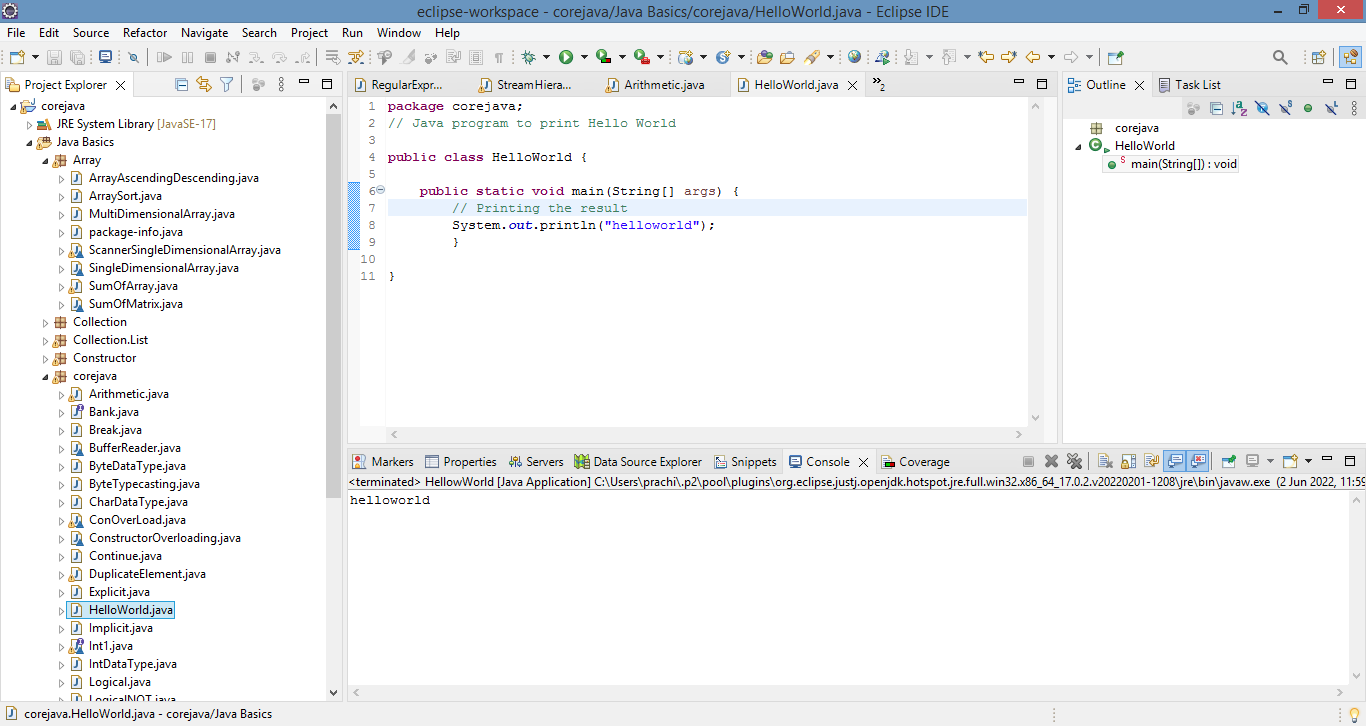 eclipse-workspace - corejava/Java Basics/corejava/HelloWorld.java - Eclipse IDE
File Edit Source Refactor Navigate Search Project Run Window Help
Project Explorer
corejava
JRE System Library [JavaSE-17]
Java Basics
Array
ArrayAscendingDescending.java
ArraySort.java
MultiDimensionalArray.java
package-info.java
ScannerSingleDimensionalArray.java
SingleDimensionalArray.java
SumOfArray.java
SumOfMatrix.java
Collection
Collection.List
Constructor
corejava
Arithmetic.java
Bank.java
Break.java
BufferReader.java
ByteDataType.java
ByteTypecasting.java
CharDataType.java
ConOverLoad.java
ConstructorOverloading.java
Continue.java
DuplicateElement.java
Explicit.java
HelloWorld.java
Implicit.java
Int1.java
IntDataType.java
Logical.java
LogicalNOT.java
RegularExpr... StreamHiera... Arithmetic.java HelloWorld.java »2
1 package corejava;
2 // Java program to print Hello World
3
4 public class HelloWorld {
5
6 public static void main(String[] args) {
7 // Printing the result
8 System.out.println("helloworld");
9 }
10
11 }
Outline Task List
corejava
HelloWorld
S main(String[]) : void
Markers Properties Servers Data Source Explorer Snippets Console Coverage
<terminated> HellowWorld [Java Application] C:\Users\prachi\.p2\pool\plugins\org.eclipse.justj.openjdk.hotspot.jre.full.win32.x86_64_17.0.2.v20220201-1208\jre\bin\javaw.exe (2 Jun 2022, 11:59
helloworld
corejava.HelloWorld.java - corejava/Java Basics